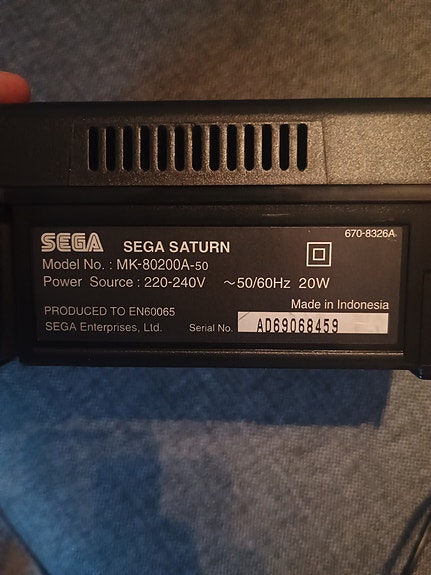 670-8326A
SEGA SEGA SATURN
Model No. : MK-80200A-50
Power Source : 220-240V ~50/60Hz 20W
Made in Indonesia
PRODUCED TO EN60065
SEGA Enterprises, Ltd. Serial No. AD69068459